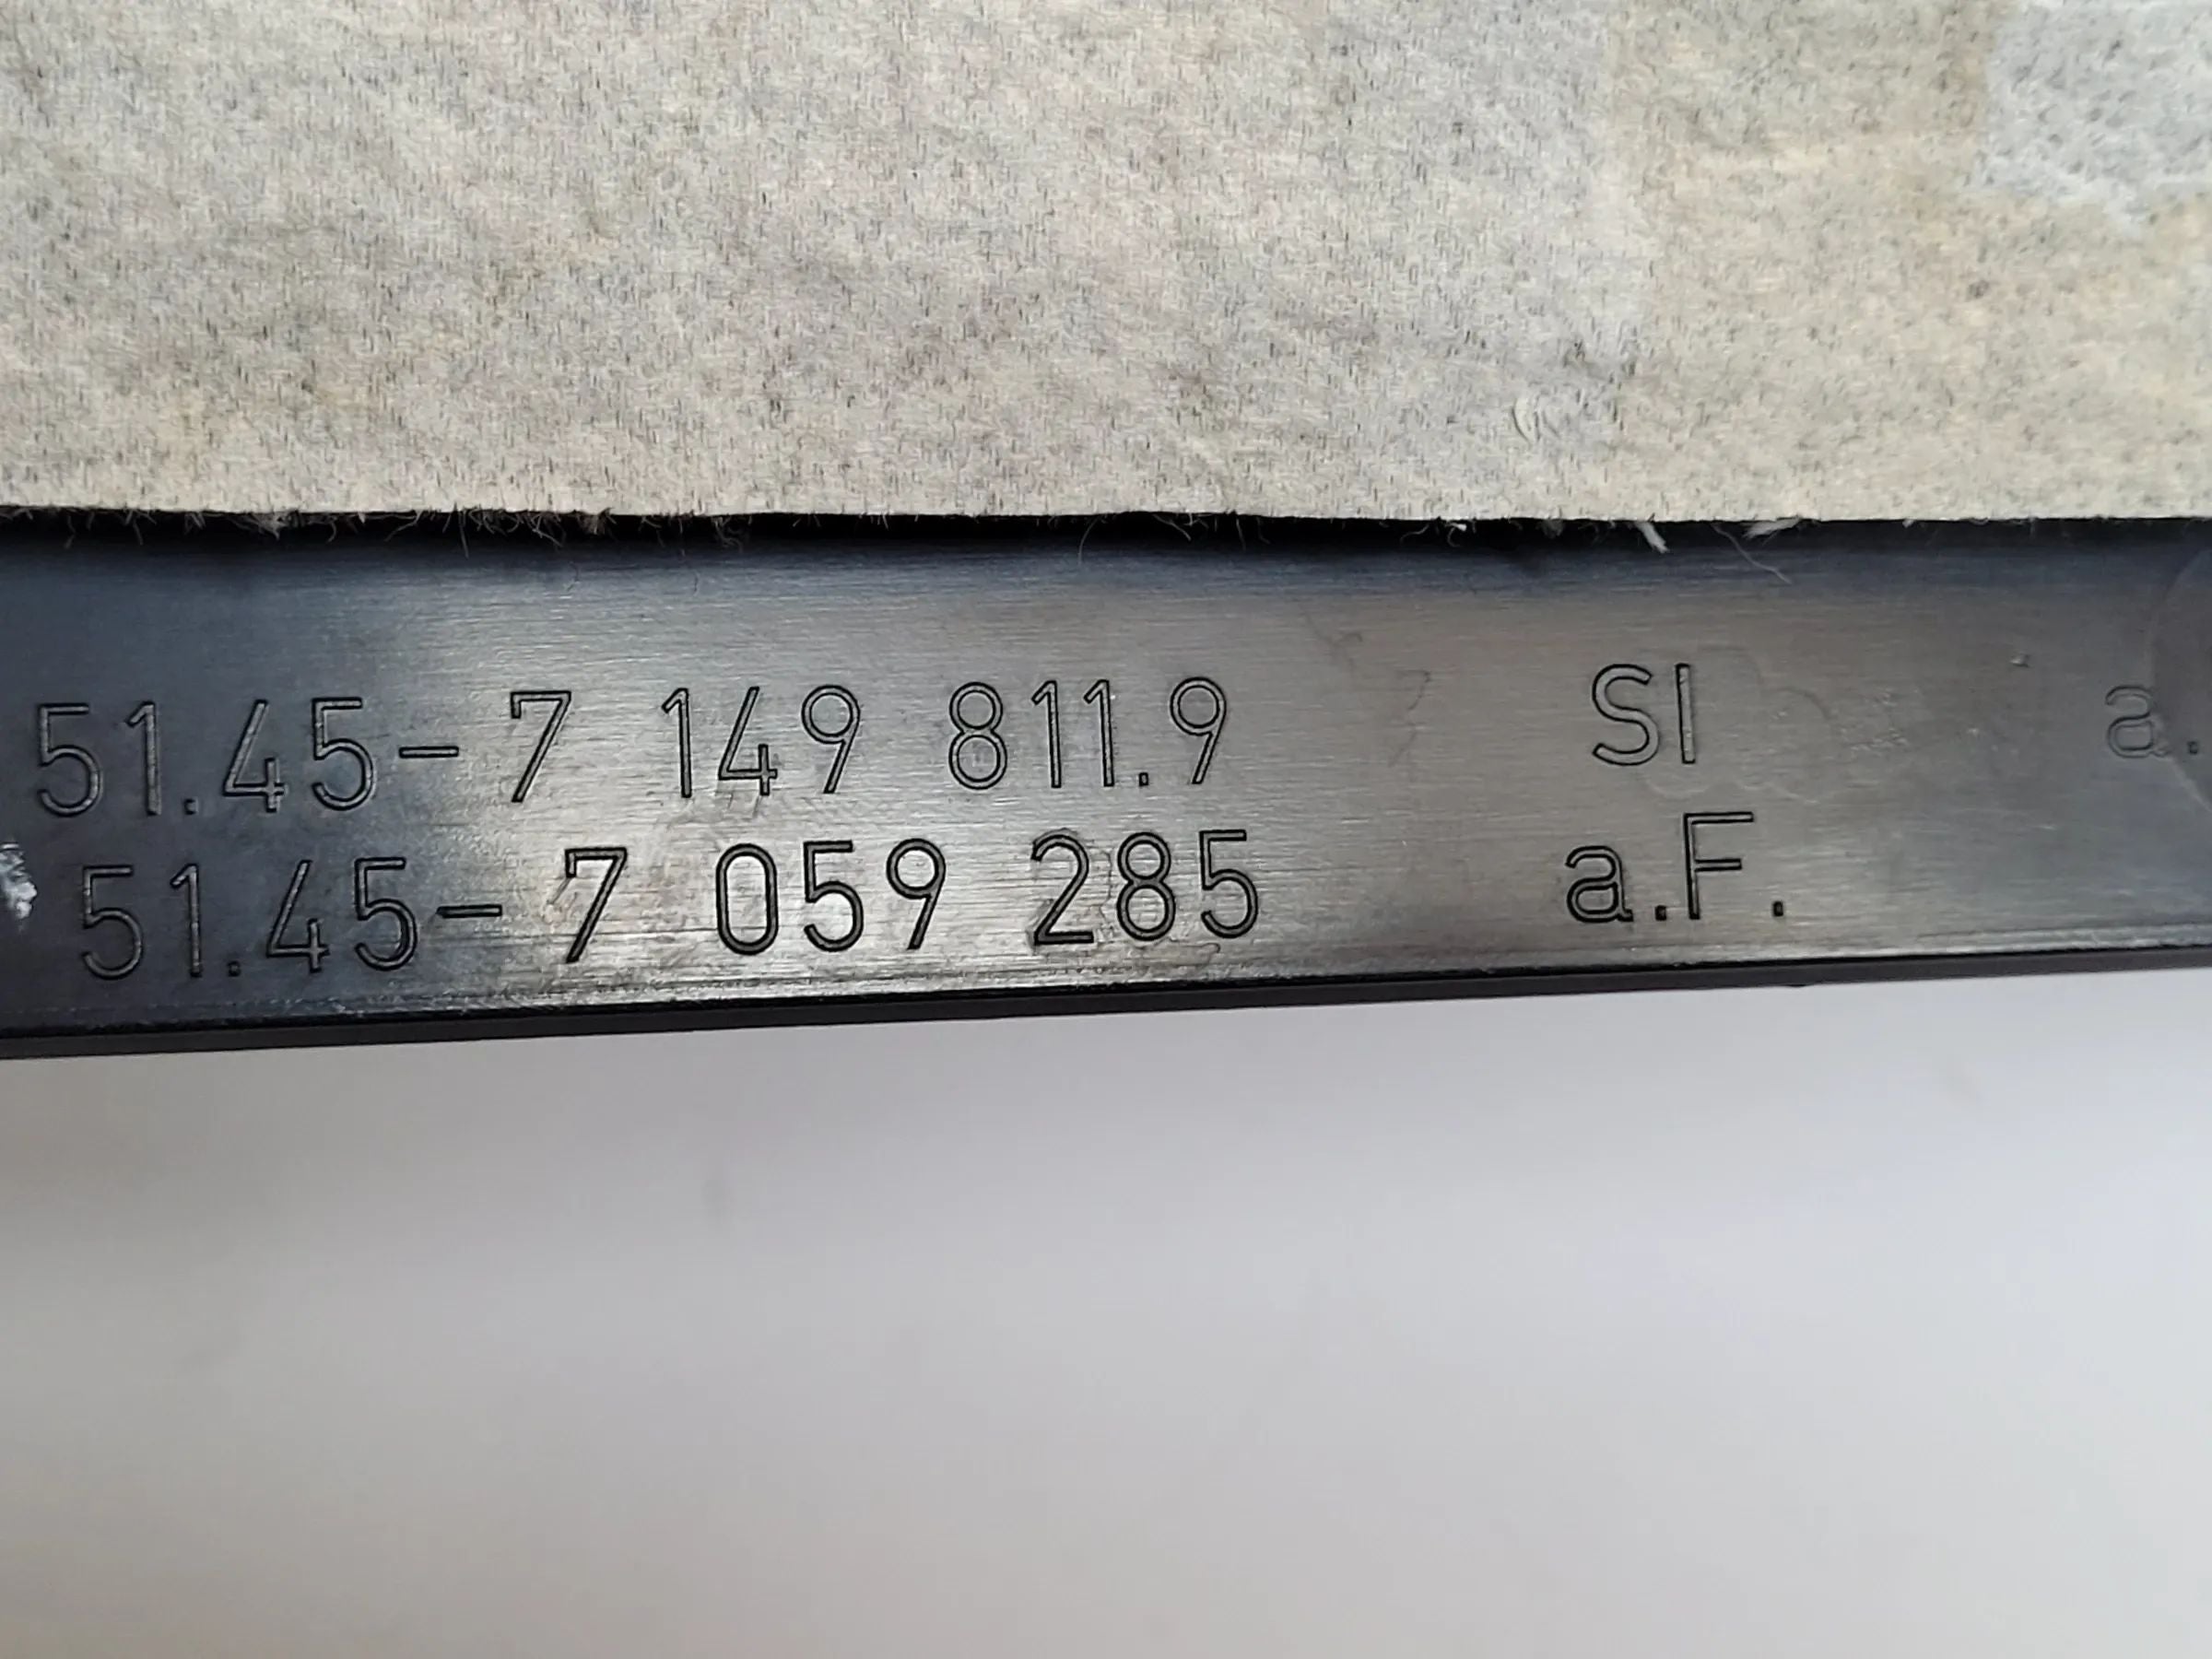 51.45-7 149 811.9 SI a.
51.45-7 059 285 a.F.